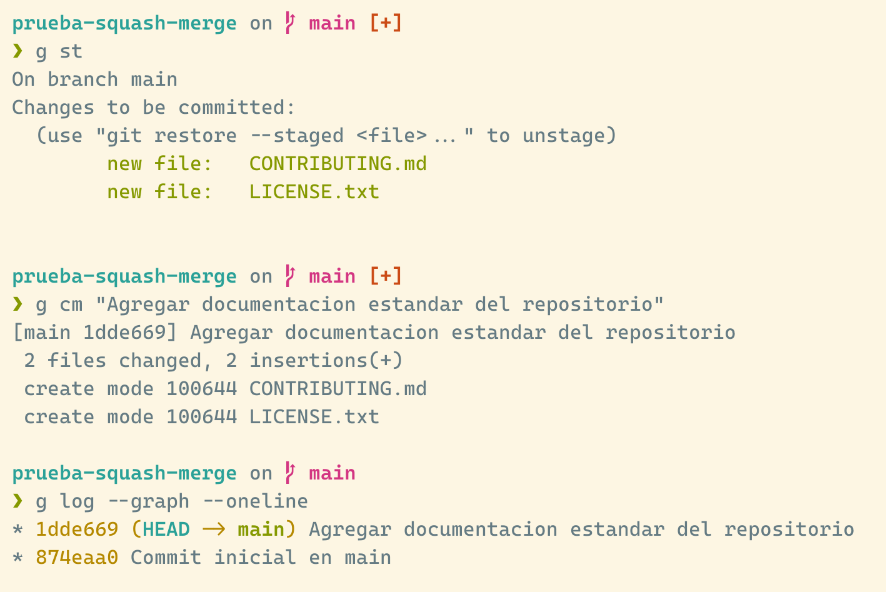 prueba-squash-merge on main [+]
❯ g st
On branch main
Changes to be committed:
(use "git restore --staged <file>..." to unstage)
new file: CONTRIBUTING.md
new file: LICENSE.txt
prueba-squash-merge on main [+]
❯ g cm "Agregar documentacion estandar del repositorio"
[main 1dde669] Agregar documentacion estandar del repositorio
2 files changed, 2 insertions(+)
create mode 100644 CONTRIBUTING.md
create mode 100644 LICENSE.txt
prueba-squash-merge on main
❯ g log --graph --oneline
* 1dde669 (HEAD -> main) Agregar documentacion estandar del repositorio
* 874eaa0 Commit inicial en main